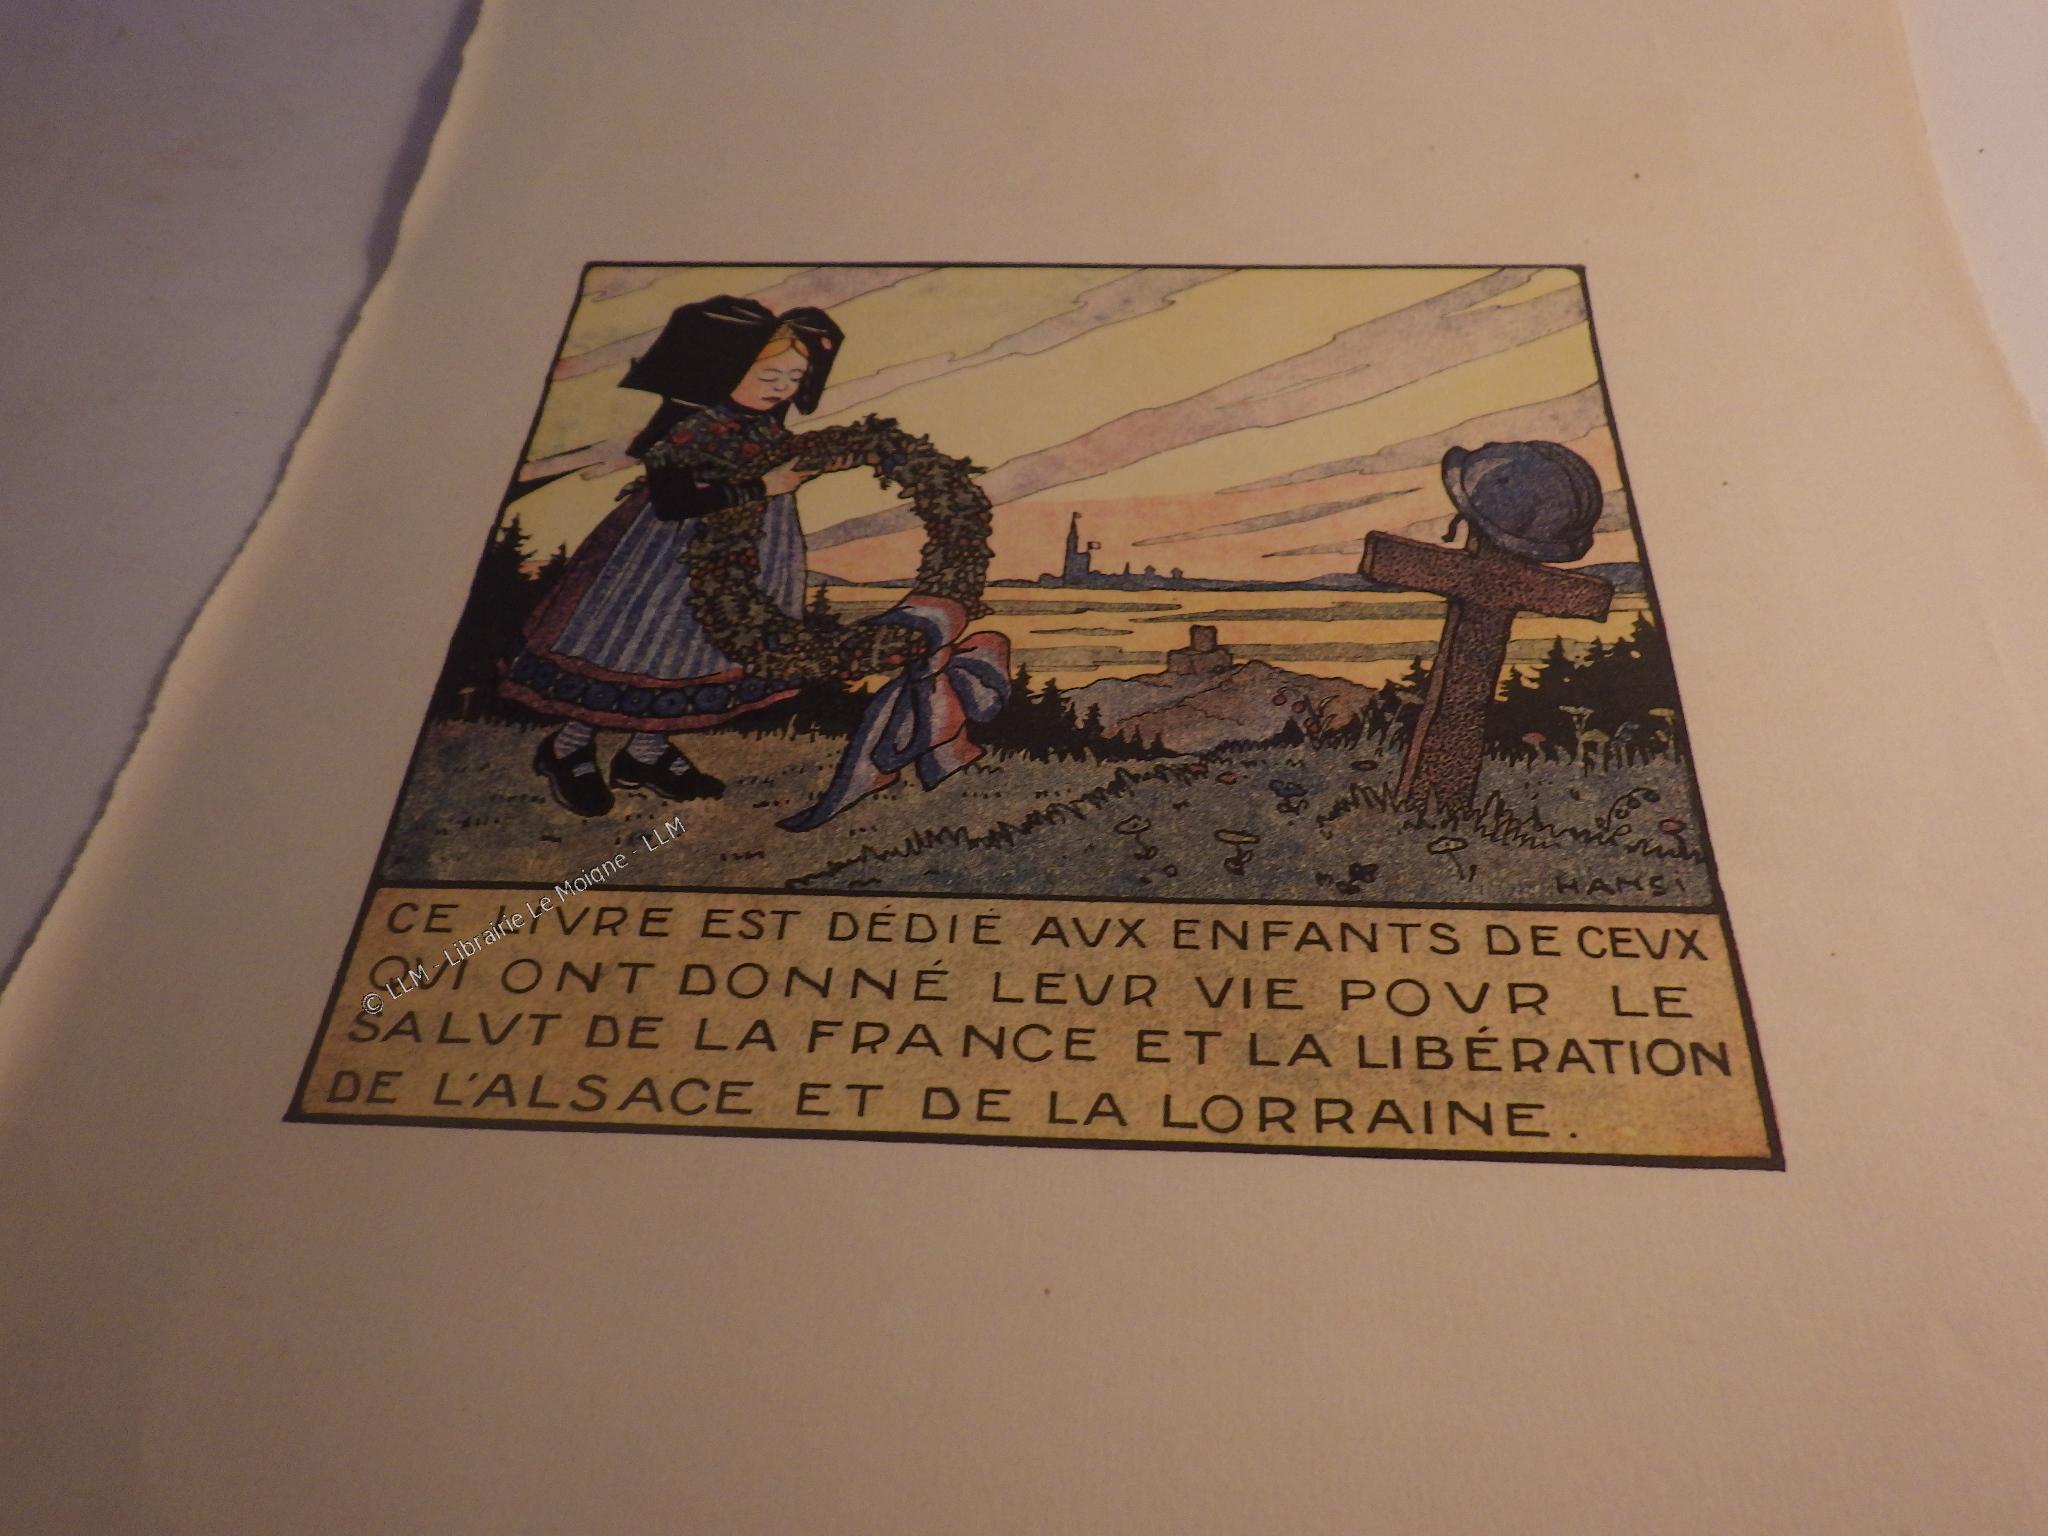 HANSI
CE LIVRE EST DÉDIÉ AVX ENFANTS DE CEVX
QVI ONT DONNÉ LEVR VIE POVR LE
SALVT DE LA FRANCE ET LA LIBÉRATION
DE L'ALSACE ET DE LA LORRAINE.
© LLM - Librairie Le Moigne - LLM